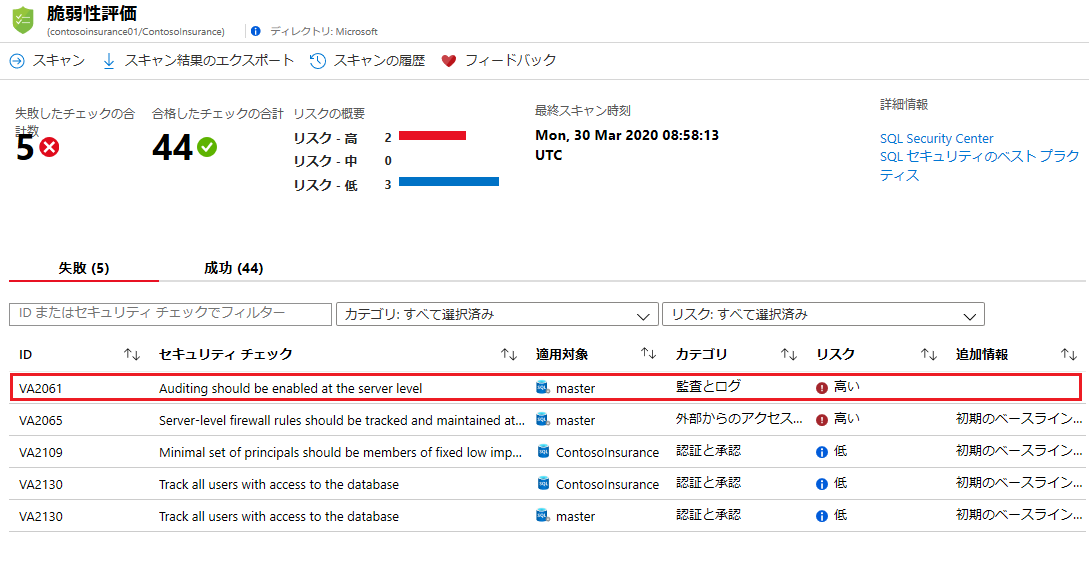 脆弱性評価
(contosoinsurance01/ContosoInsurance)
ディレクトリ: Microsoft
スキャン
スキャン結果のエクスポート
スキャンの履歴
フィードバック
失敗したチェックの合計数
5
合格したチェックの合計
44
リスクの概要
リスク - 高 2
リスク - 中 0
リスク - 低 3
最終スキャン時刻
Mon, 30 Mar 2020 08:58:13
UTC
詳細情報
SQL Security Center
SQL セキュリティのベスト プラク
ティス
失敗 (5)
成功 (44)
ID またはセキュリティ チェックでフィルター
カテゴリ: すべて選択済み
リスク: すべて選択済み
ID セキュリティ チェック 適用対象 カテゴリ リスク 追加情報
VA2061 Auditing should be enabled at the server level master 監査とログ 高い
VA2065 Server-level firewall rules should be tracked and maintained at... master 外部からのアクセス... 高い 初期のベースライン...
VA2109 Minimal set of principals should be members of fixed low imp... ContosoInsurance 認証と承認 低 初期のベースライン...
VA2130 Track all users with access to the database ContosoInsurance 認証と承認 低 初期のベースライン...
VA2130 Track all users with access to the database master 認証と承認 低 初期のベースライン...